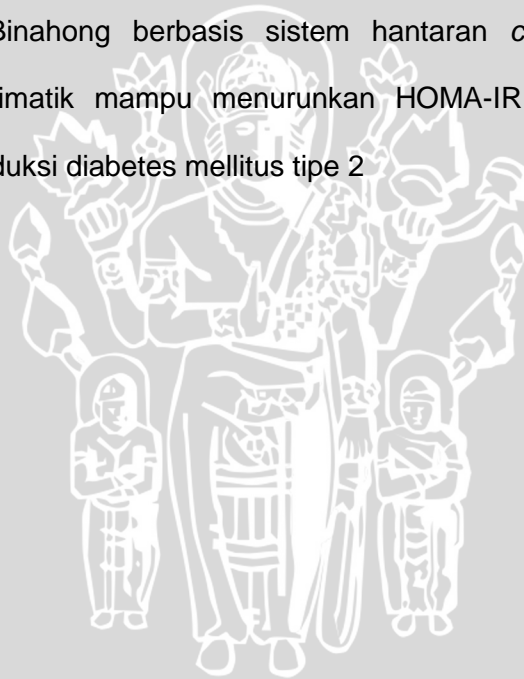 Binahong berbasis sistem hantaran
imatik mampu menurunkan HOMA-IR
duksi diabetes mellitus tipe 2